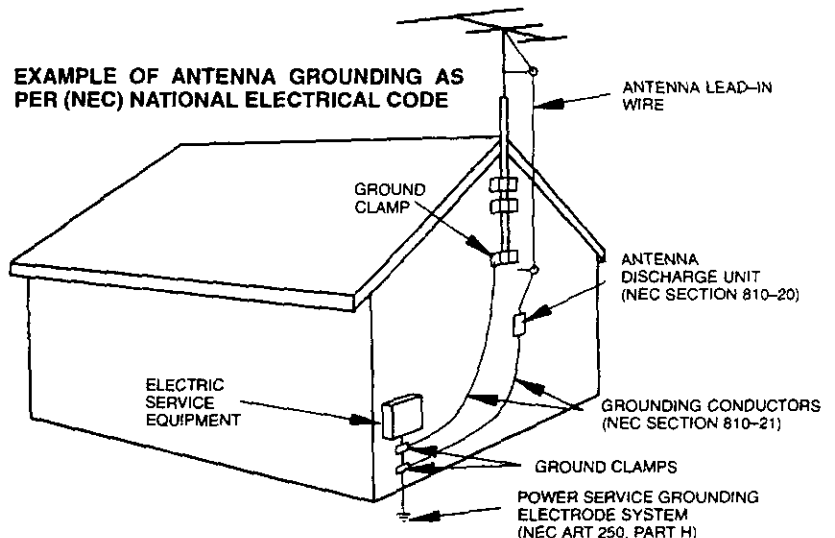 EXAMPLE OF ANTENNA GROUNDING AS
PER (NEC) NATIONAL ELECTRICAL CODE
ANTENNA LEAD–IN
WIRE
GROUND
CLAMP
ANTENNA
DISCHARGE UNIT
(NEC SECTION 810–20)
ELECTRIC
SERVICE
EQUIPMENT
GROUNDING CONDUCTORS
(NEC SECTION 810–21)
GROUND CLAMPS
POWER SERVICE GROUNDING
ELECTRODE SYSTEM
(NEC ART 250, PART H)